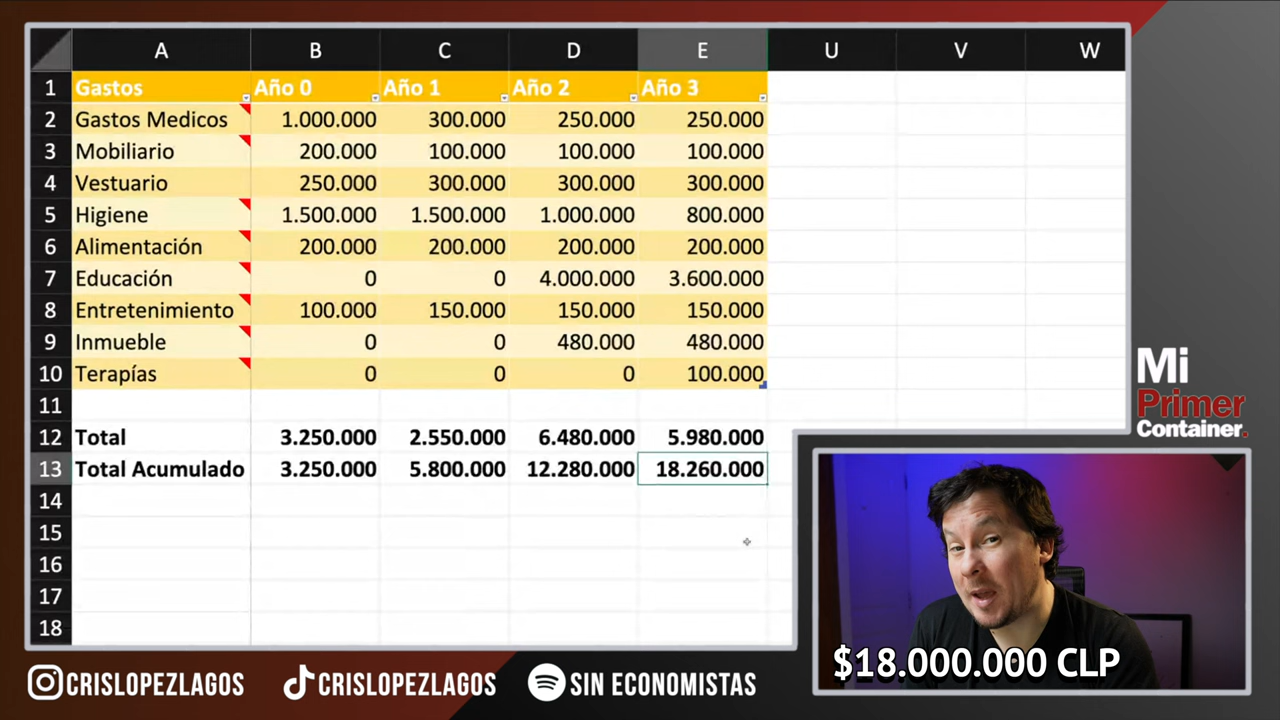 A B C D E U V W
1 Gastos Año 0 Año 1 Año 2 Año 3
2 Gastos Medicos 1.000.000 300.000 250.000 250.000
3 Mobiliario 200.000 100.000 100.000 100.000
4 Vestuario 250.000 300.000 300.000 300.000
5 Higiene 1.500.000 1.500.000 1.000.000 800.000
6 Alimentación 200.000 200.000 200.000 200.000
7 Educación 0 0 4.000.000 3.600.000
8 Entretenimiento 100.000 150.000 150.000 150.000
9 Inmueble 0 0 480.000 480.000
10 Terapías 0 0 0 100.000
11
12 Total 3.250.000 2.550.000 6.480.000 5.980.000
13 Total Acumulado 3.250.000 5.800.000 12.280.000 18.260.000
14
15
16
17
18
Mi
Primer
Container.
$18.000.000 CLP
CRISLOPEZLAGOS CRISLOPEZLAGOS SIN ECONOMISTAS